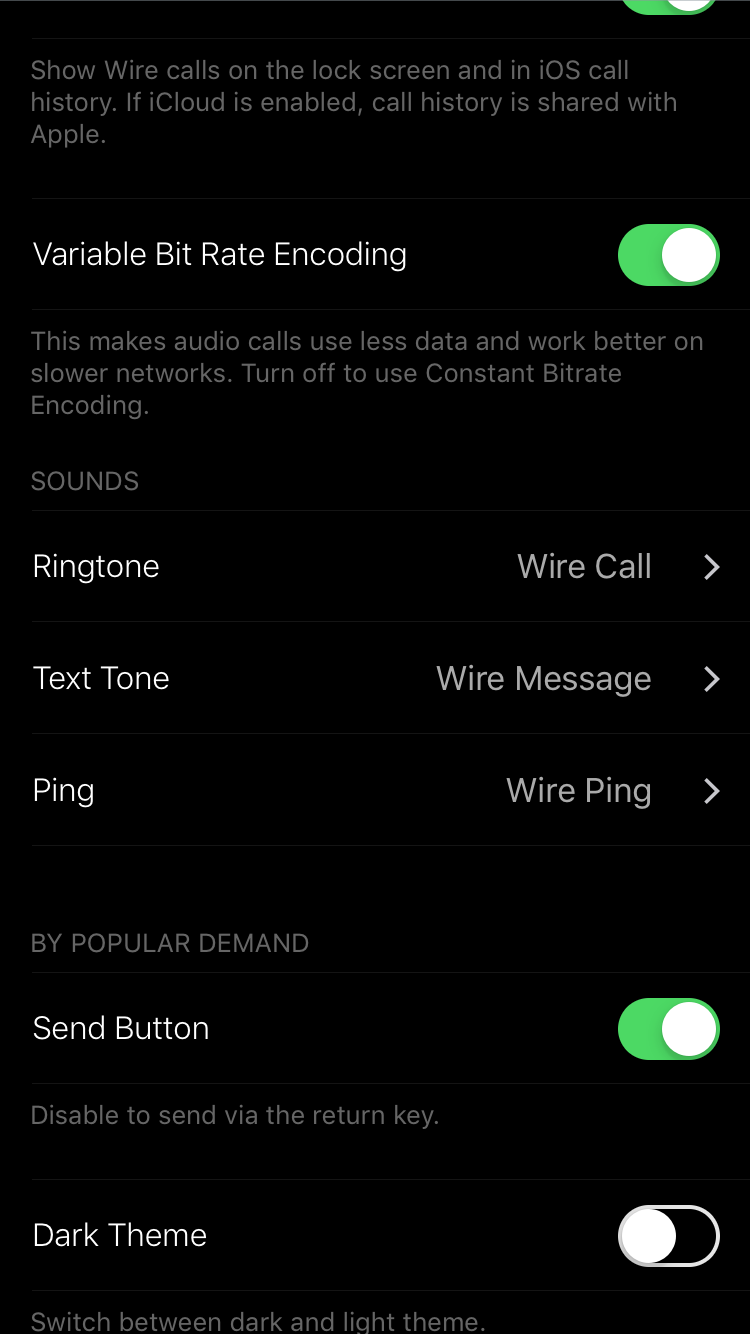 Show Wire calls on the lock screen and in iOS call
history. If iCloud is enabled, call history is shared with
Apple.
Variable Bit Rate Encoding
This makes audio calls use less data and work better on
slower networks. Turn off to use Constant Bitrate
Encoding.
SOUNDS
Ringtone Wire Call
Text Tone Wire Message
Ping Wire Ping
BY POPULAR DEMAND
Send Button
Disable to send via the return key.
Dark Theme
Switch between dark and light theme.